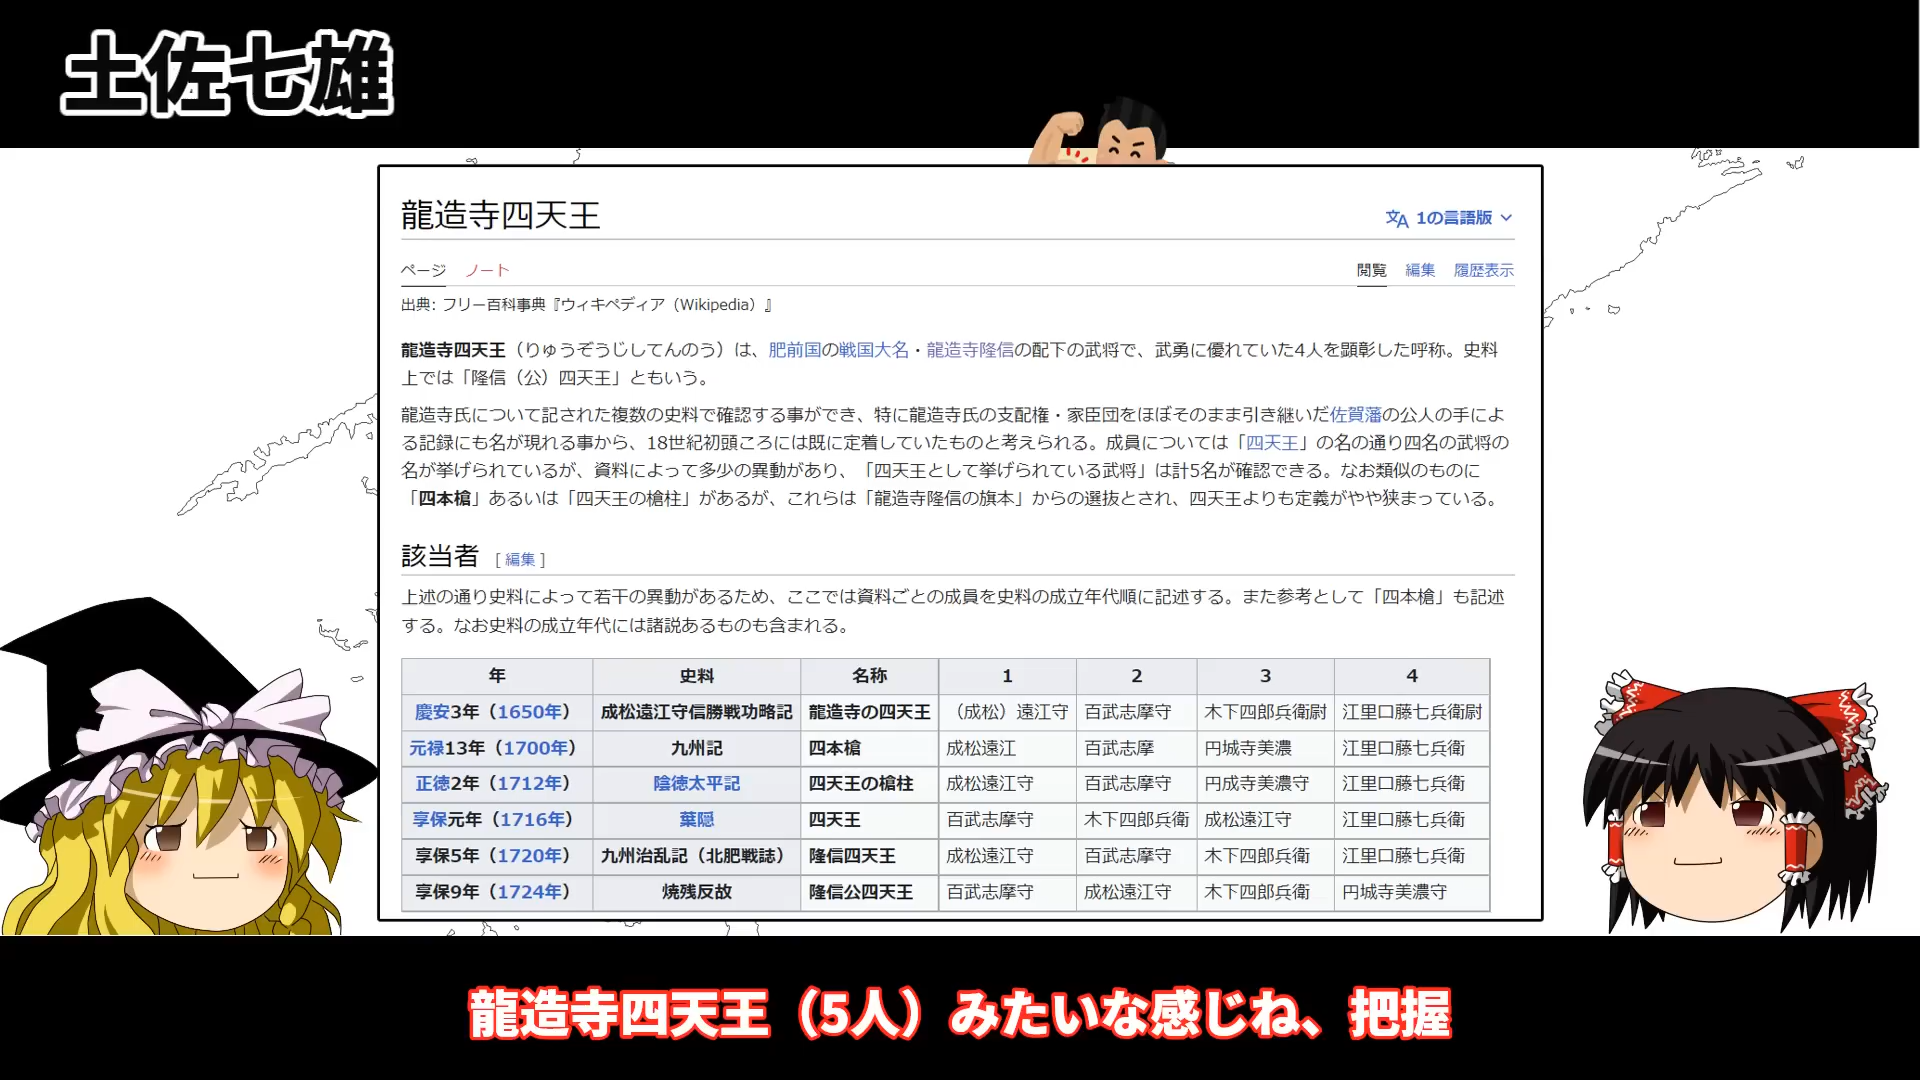 土佐七雄
龍造寺四天王
1の言語版
ページ ノート 閲覧 編集 履歴表示
出典: フリー百科事典『ウィキペディア（Wikipedia）』
龍造寺四天王（りゅうぞうじしてんのう）は、肥前国の戦国大名・龍造寺隆信の配下の武将で、武勇に優れていた4人を顕彰した呼称。史料
上では「隆信（公）四天王」ともいう。
龍造寺氏について記された複数の史料で確認する事ができ、特に龍造寺氏の支配権・家臣団をほぼそのまま引き継いだ佐賀藩の公人の手によ
る記録にも名が現れる事から、18世紀初頭ころには既に定着していたものと考えられる。成員については「四天王」の名の通り四名の武将の
名が挙げられているが、資料によって多少の異動があり、「四天王として挙げられている武将」は計5名が確認できる。なお類似のものに
「四本槍」あるいは「四天王の槍柱」があるが、これらは「龍造寺隆信の旗本」からの選抜とされ、四天王よりも定義がやや狭まっている。
該当者 [ 編集 ]
上述の通り史料によって若干の異動があるため、ここでは資料ごとの成員を史料の成立年代順に記述する。また参考として「四本槍」も記述
する。なお史料の成立年代には諸説あるものも含まれる。
年 史料 名称 1 2 3 4
慶安3年（1650年） 成松遠江守信勝戦功略記 龍造寺の四天王 （成松）遠江守 百武志摩守 木下四郎兵衛尉 江里口藤七兵衛尉
元禄13年（1700年） 九州記 四本槍 成松遠江 百武志摩 円城寺美濃 江里口藤七兵衛
正徳2年（1712年） 陰徳太平記 四天王の槍柱 成松遠江守 百武志摩守 円成寺美濃守 江里口藤七兵衛
享保元年（1716年） 葉隠 四天王 百武志摩守 木下四郎兵衛 成松遠江守 江里口藤七兵衛
享保5年（1720年） 九州治乱記（北肥戦誌） 隆信四天王 成松遠江守 百武志摩守 木下四郎兵衛 江里口藤七兵衛
享保9年（1724年） 焼残反故 隆信公四天王 百武志摩守 成松遠江守 木下四郎兵衛 円城寺美濃守
龍造寺四天王（5人）みたいな感じね、把握